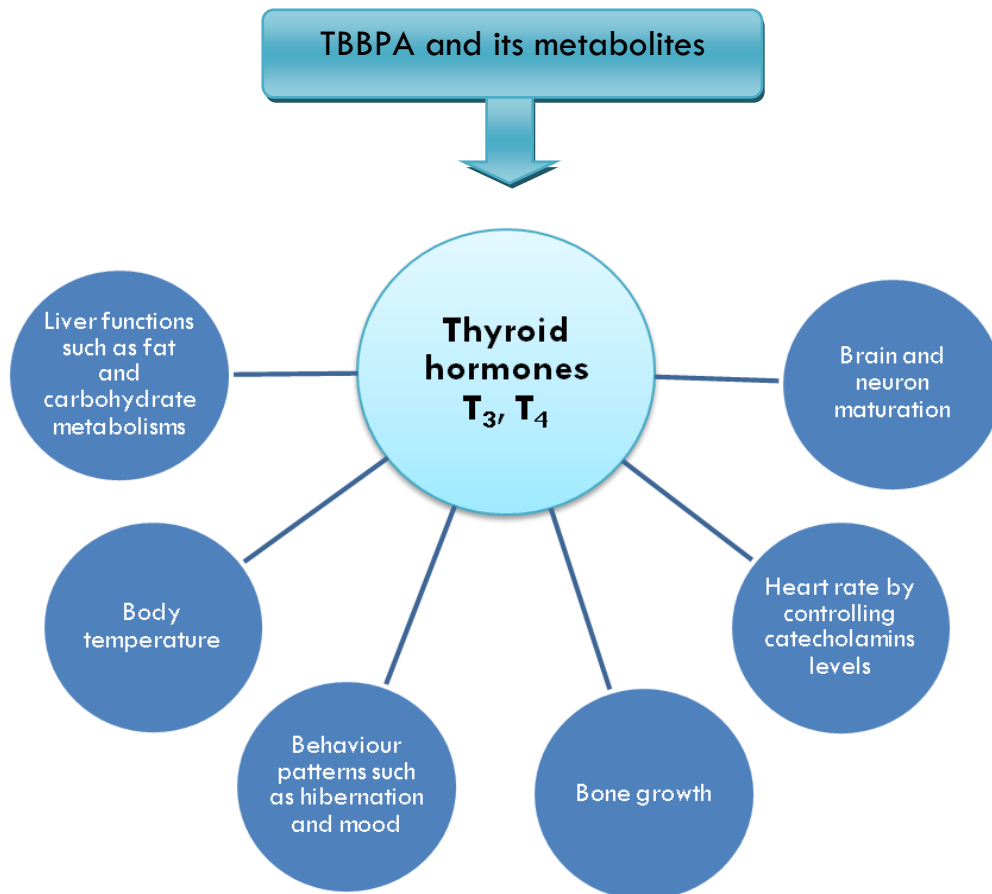 TBBPA and its metabolites
Thyroid
hormones
T₃, T₄
Liver functions
such as fat
and
carbohydrate
metabolisms
Brain and
neuron
maturation
Body
temperature
Heart rate by
controlling
catecholamins
levels
Behaviour
patterns such
as hibernation
and mood
Bone growth